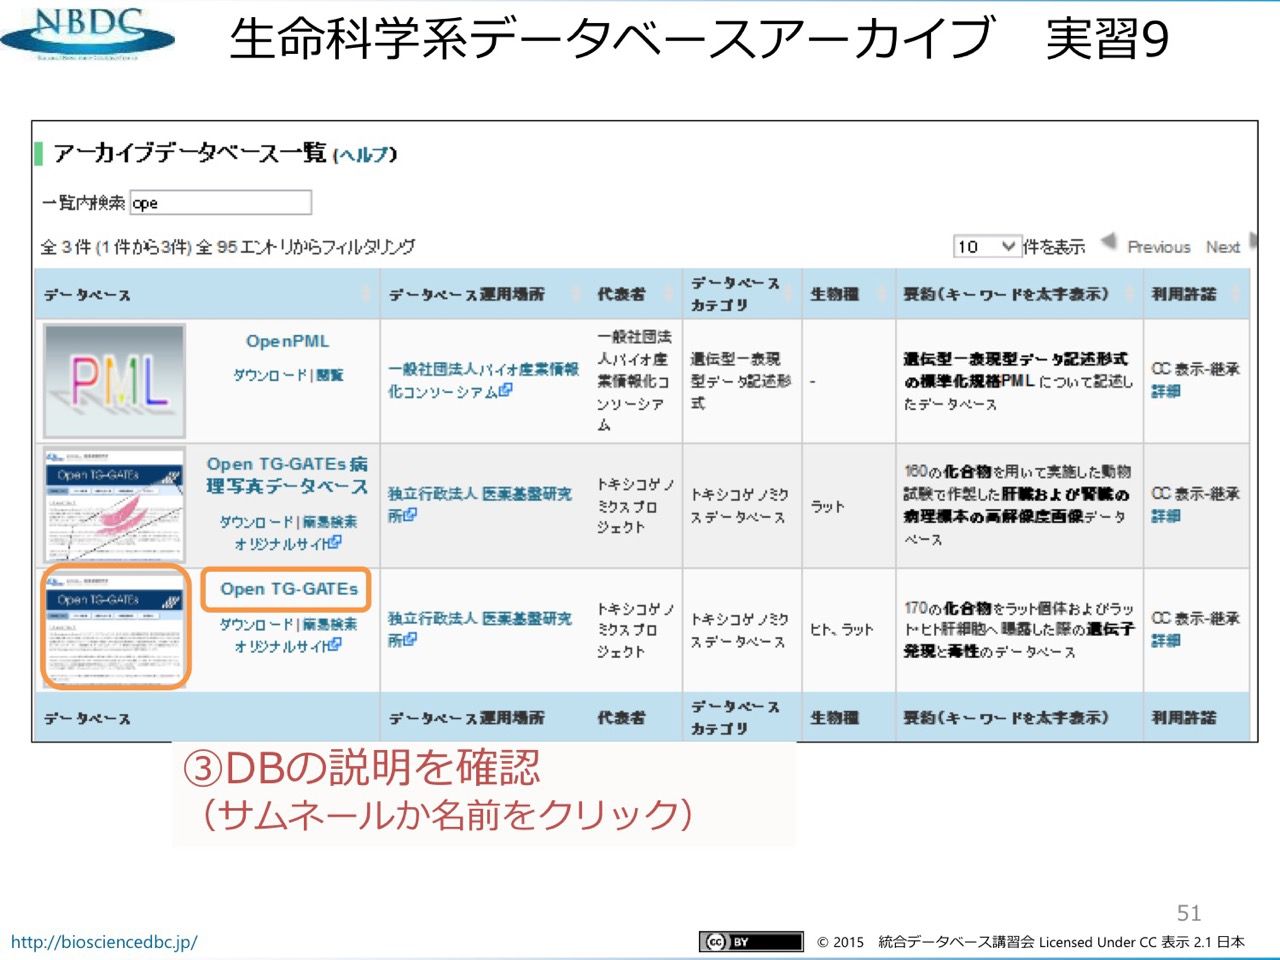 NBDC
生命科学系データベースアーカイブ　実習9
アーカイブデータベース一覧 (ヘルプ)
一覧内検索 ope
全 3 件 (1 件から 3件) 全 95 エントリからフィルタリング
10 件を表示 Previous Next
データベース データベース運用場所 代表者 データベースカテゴリ 生物種 要約(キーワードを太字表示) 利用許諾
PML
OpenPML
ダウンロード | 閲覧
一般社団法人バイオ産業情報
化コンソーシアム
一般社団法
人バイオ産
業情報化コ
ンソーシア
ム
遺伝型ー表現
型データ記述形
式
-
遺伝型ー表現型データ記述形式
の標準化規格PML について記述し
たデータベース
CC 表示-継承
詳細
Open TG-GATEs
Open TG-GATEs 病
理写真データベース
ダウンロード | 簡易検索
オリジナルサイト
独立行政法人 医薬基盤研究
所
トキシコゲノ
ミクスプロ
ジェクト
トキシコゲノミク
スデータベース
ラット
160の化合物を用いて実施した動物
試験で作製した肝臓および腎臓の
病理標本の高解像度画像データ
ベース
CC 表示-継承
詳細
Open TG-GATEs
Open TG-GATEs
ダウンロード | 簡易検索
オリジナルサイト
独立行政法人 医薬基盤研究
所
トキシコゲノ
ミクスプロ
ジェクト
トキシコゲノミク
スデータベース
ヒト、ラット
170の化合物をラット個体およびラッ
ト・ヒト肝細胞へ曝露した際の遺伝子
発現と毒性のデータベース
CC 表示-継承
詳細
データベース データベース運用場所 代表者 データベースカテゴリ 生物種 要約(キーワードを太字表示) 利用許諾
③DBの説明を確認
（サムネールか名前をクリック）
51
http://biosciencedbc.jp/
cc BY © 2015　統合データベース講習会 Licensed Under CC 表示 2.1 日本